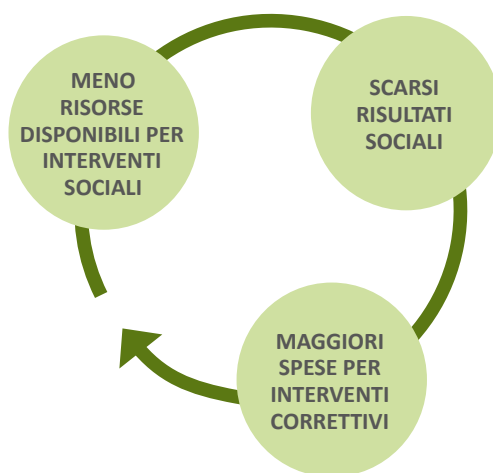 MENO
RISORSE
DISPONIBILI PER
INTERVENTI
SOCIALI
SCARSI
RISULTATI
SOCIALI
MAGGIORI
SPESE PER
INTERVENTI
CORRETTIVI